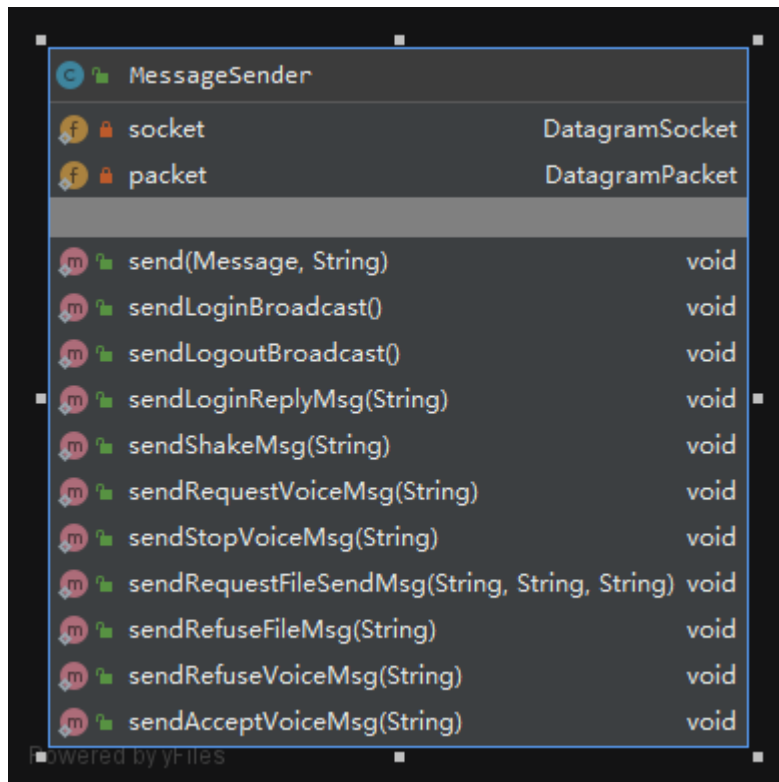 MessageSender
socket DatagramSocket
packet DatagramPacket
send(Message, String) void
sendLoginBroadcast() void
sendLogoutBroadcast() void
sendLoginReplyMsg(String) void
sendShakeMsg(String) void
sendRequestVoiceMsg(String) void
sendStopVoiceMsg(String) void
sendRequestFileSendMsg(String, String, String) void
sendRefuseFileMsg(String) void
sendRefuseVoiceMsg(String) void
sendAcceptVoiceMsg(String) void
Powered by yFiles